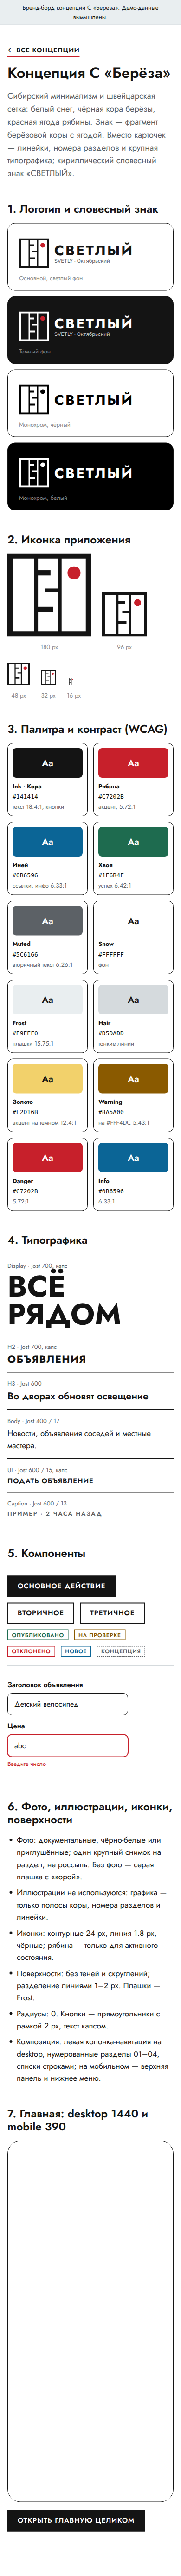 Бренд-борд концепции C «Берёза». Демо-данные
вымышлены.
← ВСЕ КОНЦЕПЦИИ
Концепция C «Берёза»
Сибирский минимализм и швейцарская
сетка: белый снег, чёрная кора берёзы,
красная ягода рябины. Знак — фрагмент
берёзовой коры с ягодой. Вместо карточек
— линейки, номера разделов и крупная
типографика; кириллический словесный
знак «СВЕТЛЫЙ».
1. Логотип и словесный знак
СВЕТЛЫЙ
SVETLY · Октябрьский
Основной, светлый фон
СВЕТЛЫЙ
SVETLY · Октябрьский
Тёмный фон
СВЕТЛЫЙ
Монохром, чёрный
СВЕТЛЫЙ
Монохром, белый
2. Иконка приложения
180 px
96 px
48 px
32 px
16 px
3. Палитра и контраст (WCAG)
Aa
Ink · Кора
#141414
текст 18.4:1, кнопки
Aa
Рябина
#C7202B
акцент, 5.72:1
Aa
Иней
#0B6596
ссылки, инфо 6.33:1
Aa
Хвоя
#1E6B4F
успех 6.42:1
Aa
Muted
#5C6166
вторичный текст 6.26:1
Aa
Snow
#FFFFFF
фон
Aa
Frost
#E9EEF0
плашки 15.75:1
Aa
Hair
#D5DADD
тонкие линии
Aa
Золото
#F2D16B
акцент на тёмном 12.4:1
Aa
Warning
#8A5A00
на #FFF4DC 5.43:1
Aa
Danger
#C7202B
5.72:1
Aa
Info
#0B6596
6.33:1
4. Типографика
Display · Jost 700, капс
ВСЁ
РЯДОМ
H2 · Jost 700, капс
ОБЪЯВЛЕНИЯ
H3 · Jost 600
Во дворах обновят освещение
Body · Jost 400 / 17
Новости, объявления соседей и местные
мастера.
UI · Jost 600 / 15, капс
ПОДАТЬ ОБЪЯВЛЕНИЕ
Caption · Jost 600 / 13
ПРИМЕР · 2 ЧАСА НАЗАД
5. Компоненты
ОСНОВНОЕ ДЕЙСТВИЕ
ВТОРИЧНОЕ
ТРЕТИЧНОЕ
ОПУБЛИКОВАНО
НА ПРОВЕРКЕ
ОТКЛОНЕНО
НОВОЕ
КОНЦЕПЦИЯ
Заголовок объявления
Детский велосипед
Цена
abc
Введите число
6. Фото, иллюстрации, иконки,
поверхности
• Фото: документальные, чёрно-белые или
приглушённые; один крупный снимок на
раздел, не россыпь. Без фото — серая
плашка с «корой».
• Иллюстрации не используются: графика —
только полосы коры, номера разделов и
линейки.
• Иконки: контурные 24 px, линия 1.8 px,
чёрные; рябина — только для активного
состояния.
• Поверхности: без теней и скруглений;
разделение линиями 1–2 px. Плашки —
Frost.
• Радиусы: 0. Кнопки — прямоугольники с
рамкой 2 px, текст капсом.
• Композиция: левая колонка-навигация на
desktop, нумерованные разделы 01–04,
списки строками; на мобильном — верхняя
панель и нижнее меню.
7. Главная: desktop 1440 и
mobile 390
ОТКРЫТЬ ГЛАВНУЮ ЦЕЛИКОМ